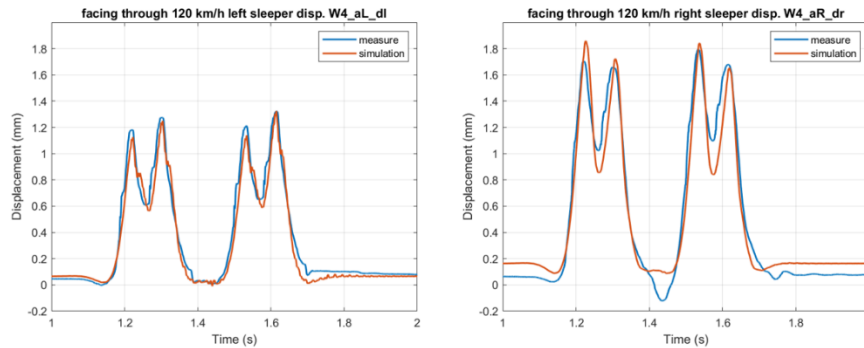 facing through 120 km/h left sleeper disp. W4_aL_dl
measure
simulation
1.8
1.6
1.4
1.2
1
0.8
0.6
0.4
0.2
0
-0.2
Displacement (mm)
1 1.2 1.4 1.6 1.8 2
Time (s)
facing through 120 km/h right sleeper disp. W4_aR_dr
measure
simulation
1.8
1.6
1.4
1.2
1
0.8
0.6
0.4
0.2
0
-0.2
Displacement (mm)
1 1.2 1.4 1.6 1.8
Time (s)